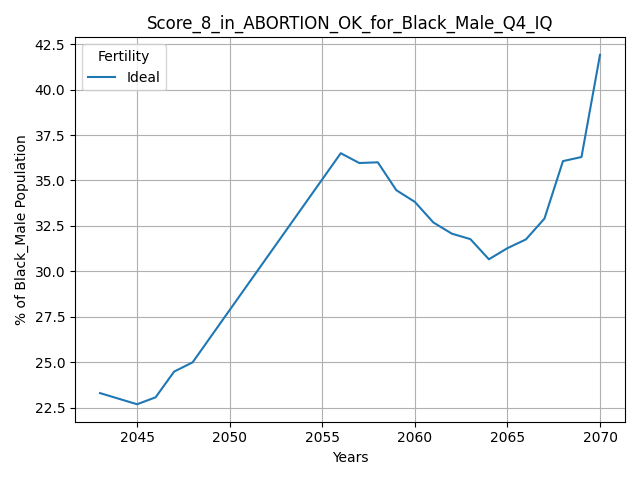 Score_8_in_ABORTION_OK_for_Black_Male_Q4_IQ
Fertility
Ideal
% of Black_Male Population
42.5
40.0
37.5
35.0
32.5
30.0
27.5
25.0
22.5
2045 2050 2055 2060 2065 2070
Years